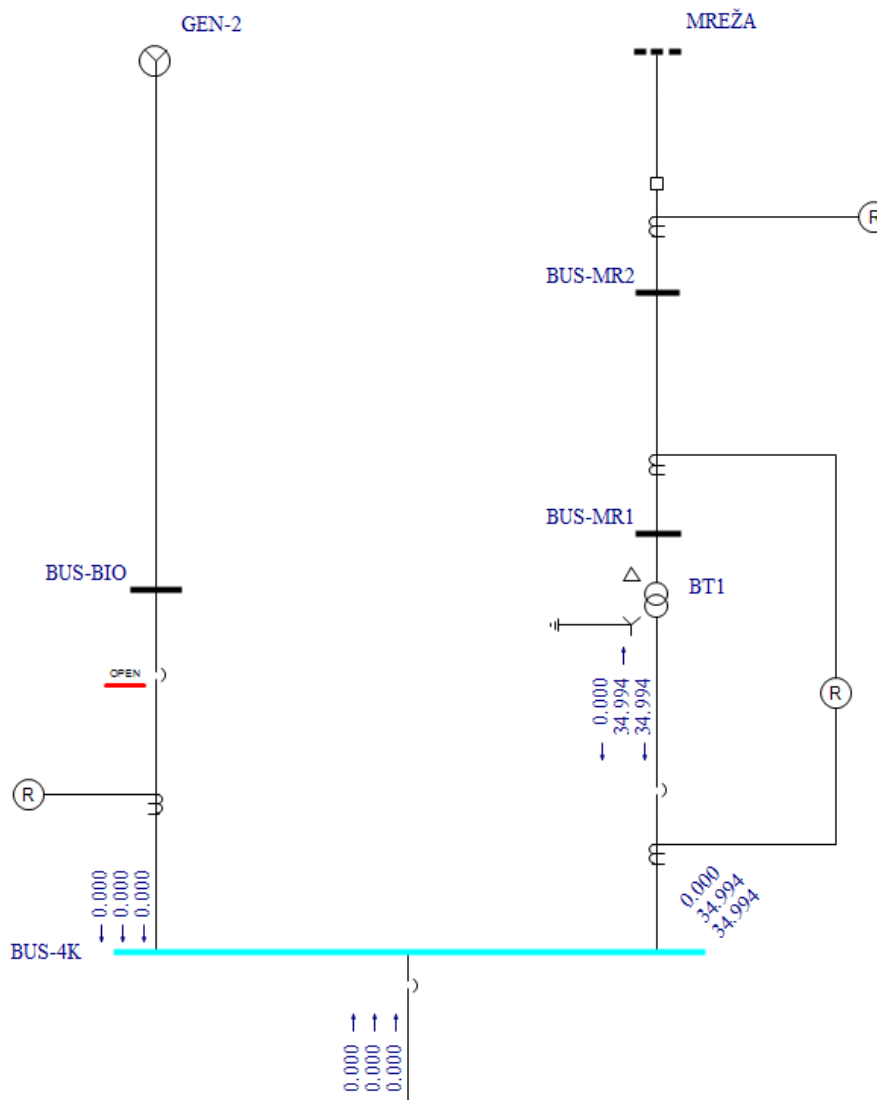 GEN-2
MREŽA
R
BUS-MR2
BUS-MR1
BUS-BIO
BT1
OPEN
0.000
34.994
34.994
R
R
0.000
0.000
0.000
0.000
34.994
34.994
BUS-4K
0.000
0.000
0.000